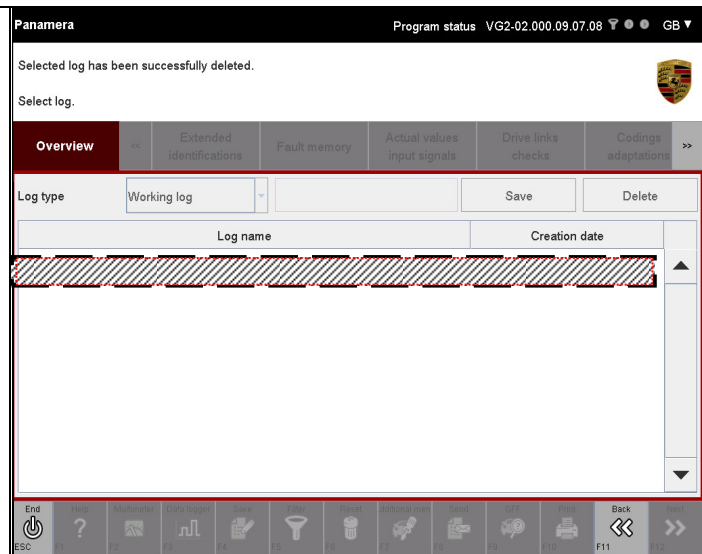 Panamera Program status VG2-02.000.09.07.08 GB
Selected log has been successfully deleted.
Select log.
Overview << Extended identifications Fault memory Actual values input signals Drive links checks Codings adaptations >>
Log type Working log Save Delete
Log name Creation date
End Help Multimeter Data logger Save Filter Reset Additional men Send GFF Print Back Next
ESC F1 F2 F3 F4 F5 F6 F7 F8 F9 F10 F11 F12